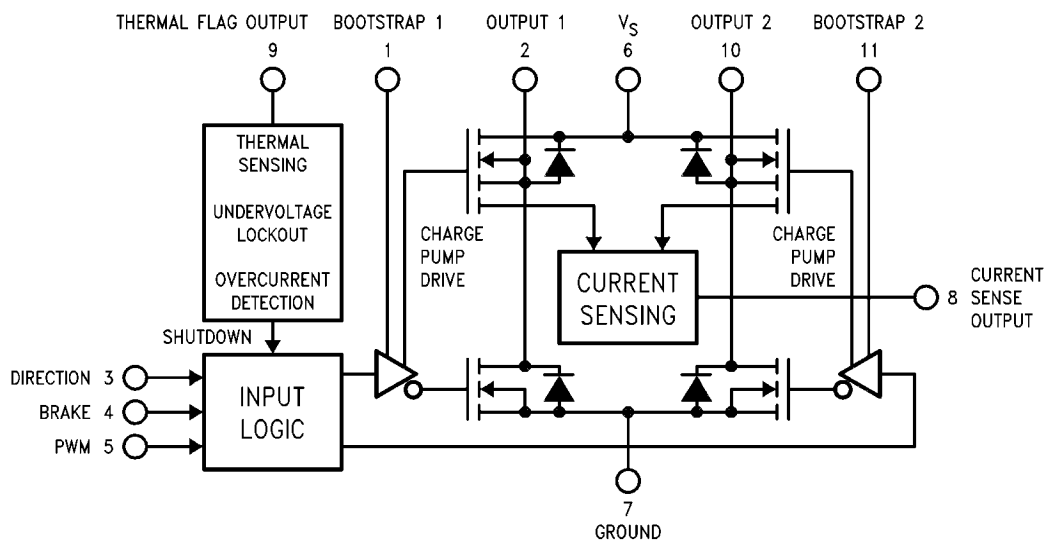 THERMAL FLAG OUTPUT
9
BOOTSTRAP 1
1
OUTPUT 1
2
VS
6
OUTPUT 2
10
BOOTSTRAP 2
11
THERMAL
SENSING
UNDERVOLTAGE
LOCKOUT
OVERCURRENT
DETECTION
SHUTDOWN
CHARGE
PUMP
DRIVE
CURRENT
SENSING
CHARGE
PUMP
DRIVE
8 CURRENT
SENSE
OUTPUT
DIRECTION 3
BRAKE 4
PWM 5
INPUT
LOGIC
7
GROUND